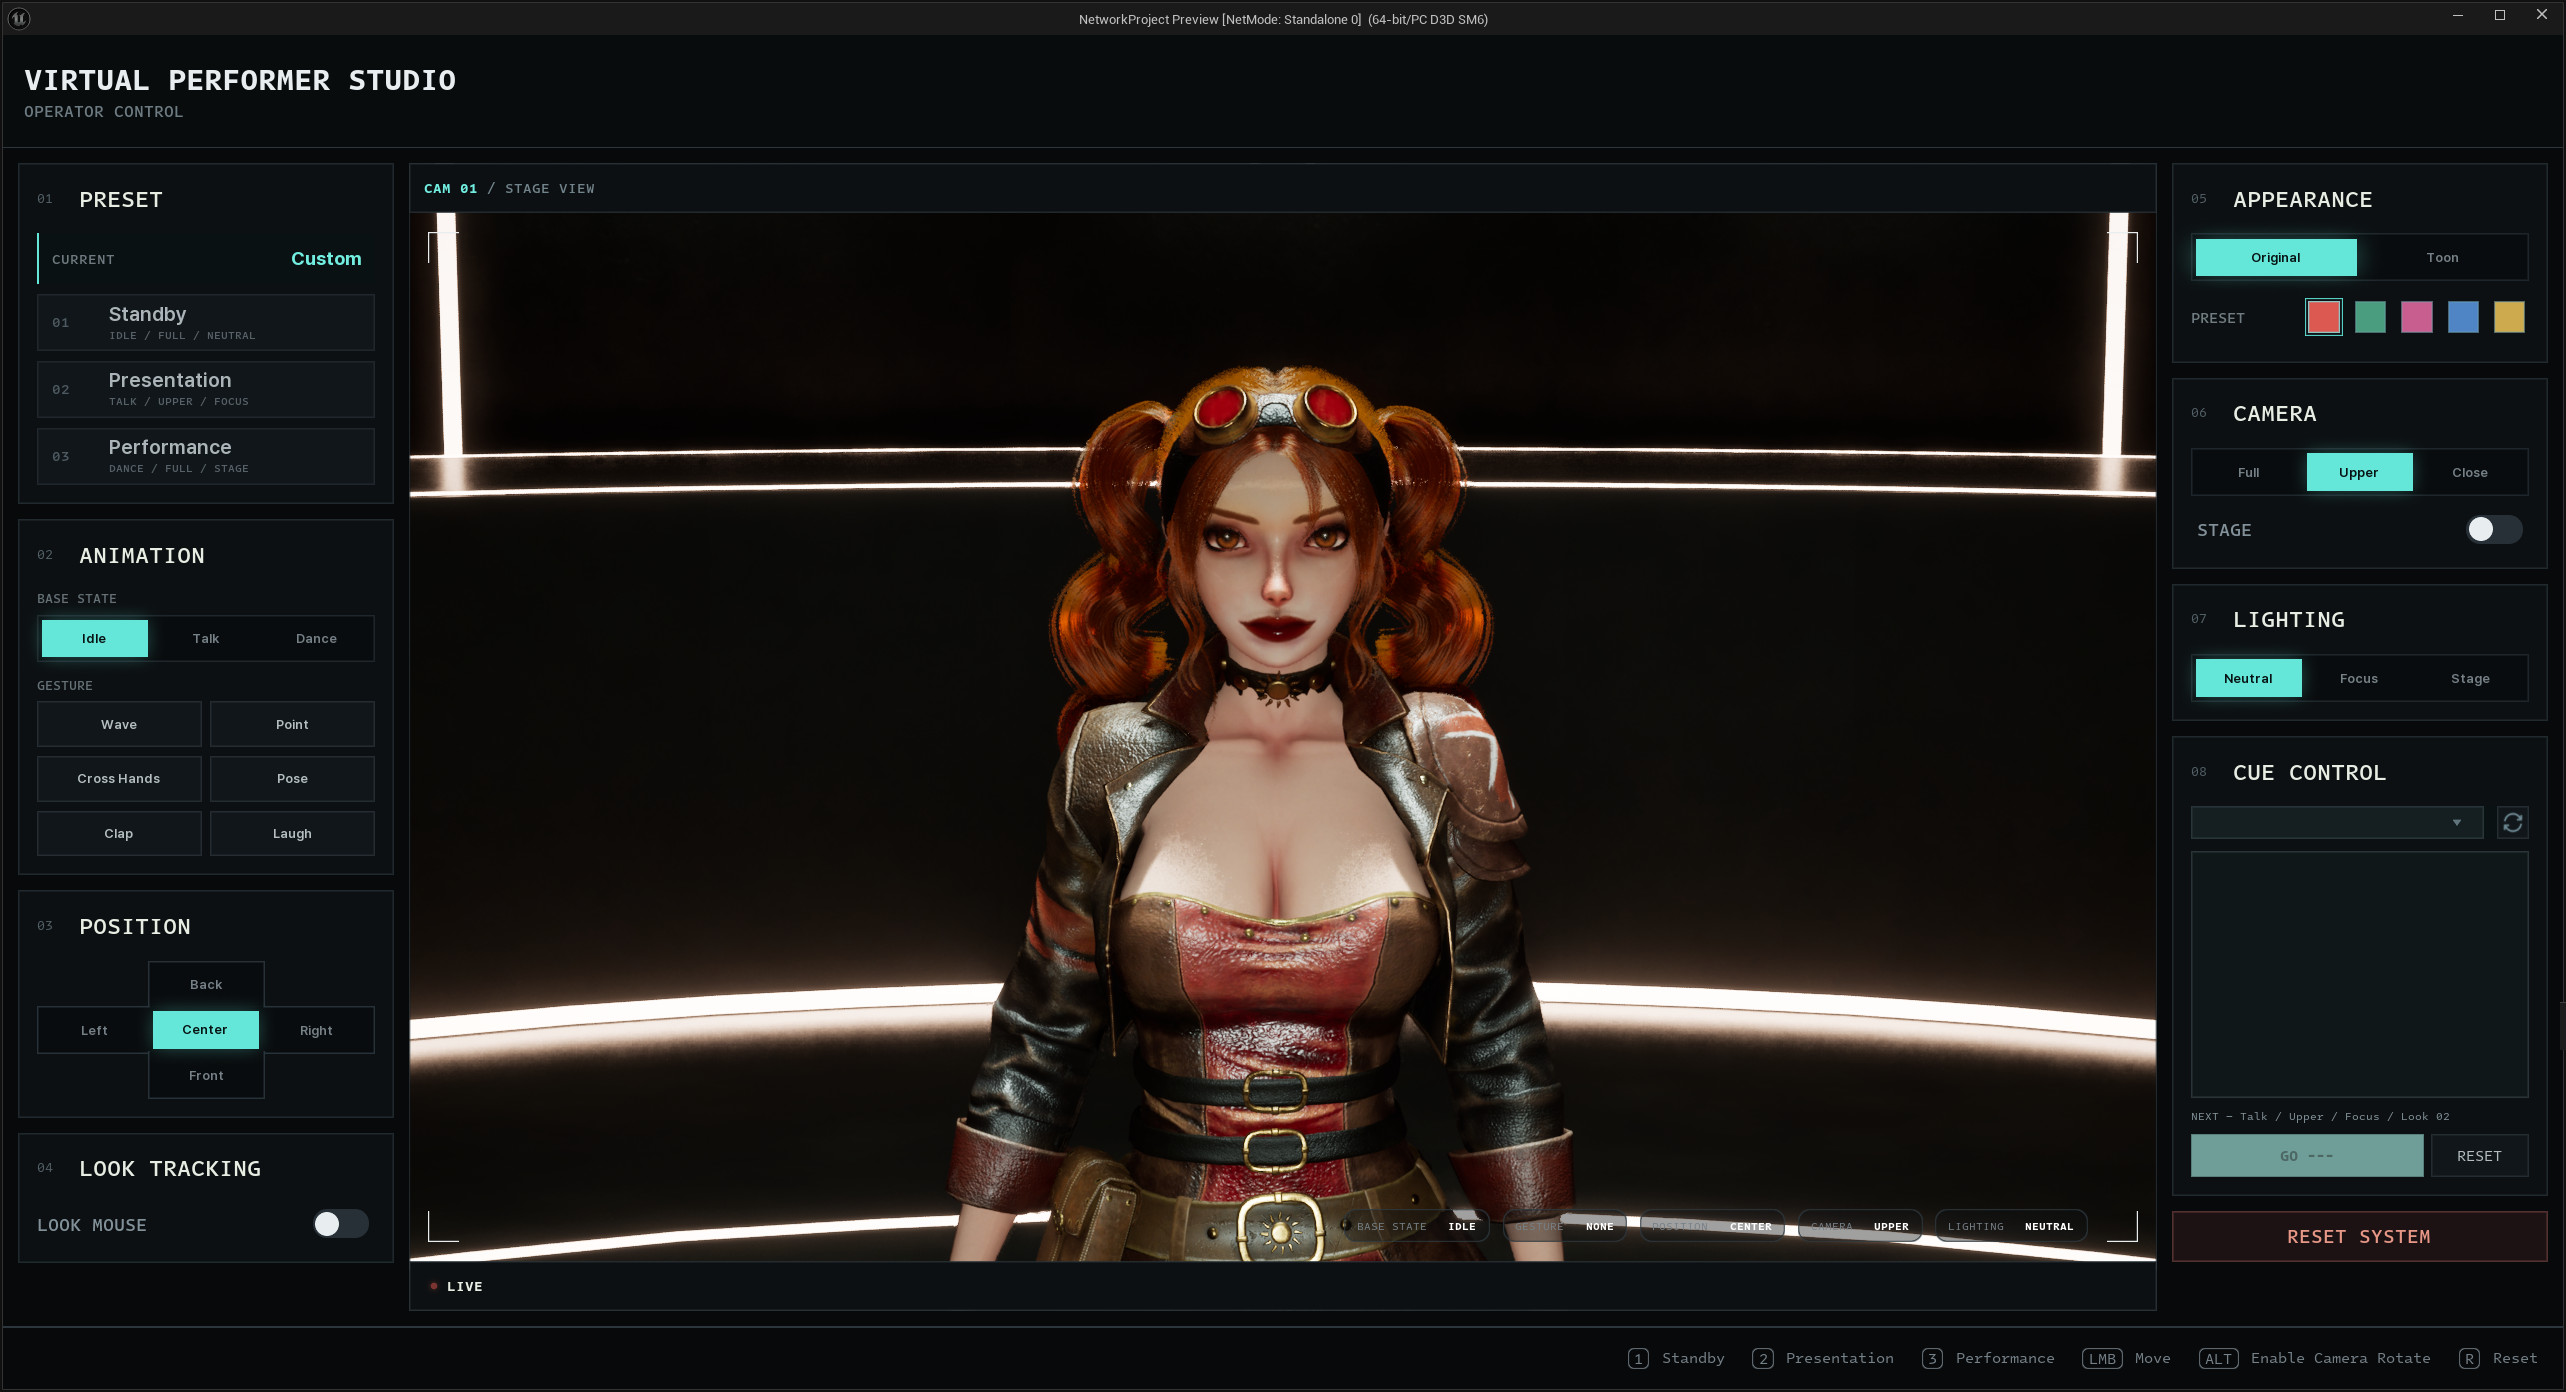 NetworkProject Preview [NetMode: Standalone 0]  (64-bit/PC D3D SM6)
VIRTUAL PERFORMER STUDIO
OPERATOR CONTROL
01 PRESET
CURRENT Custom
01 Standby
IDLE / FULL / NEUTRAL
02 Presentation
TALK / UPPER / FOCUS
03 Performance
DANCE / FULL / STAGE
02 ANIMATION
BASE STATE
Idle Talk Dance
GESTURE
Wave Point
Cross Hands Pose
Clap Laugh
03 POSITION
Back
Left Center Right
Front
04 LOOK TRACKING
LOOK MOUSE
CAM 01 / STAGE VIEW
BASE STATE IDLE GESTURE NONE POSITION CENTER CAMERA UPPER LIGHTING NEUTRAL
LIVE
05 APPEARANCE
Original Toon
PRESET
06 CAMERA
Full Upper Close
STAGE
07 LIGHTING
Neutral Focus Stage
08 CUE CONTROL
NEXT - Talk / Upper / Focus / Look 02
GO --- RESET
RESET SYSTEM
1 Standby 2 Presentation 3 Performance LMB Move ALT Enable Camera Rotate R Reset